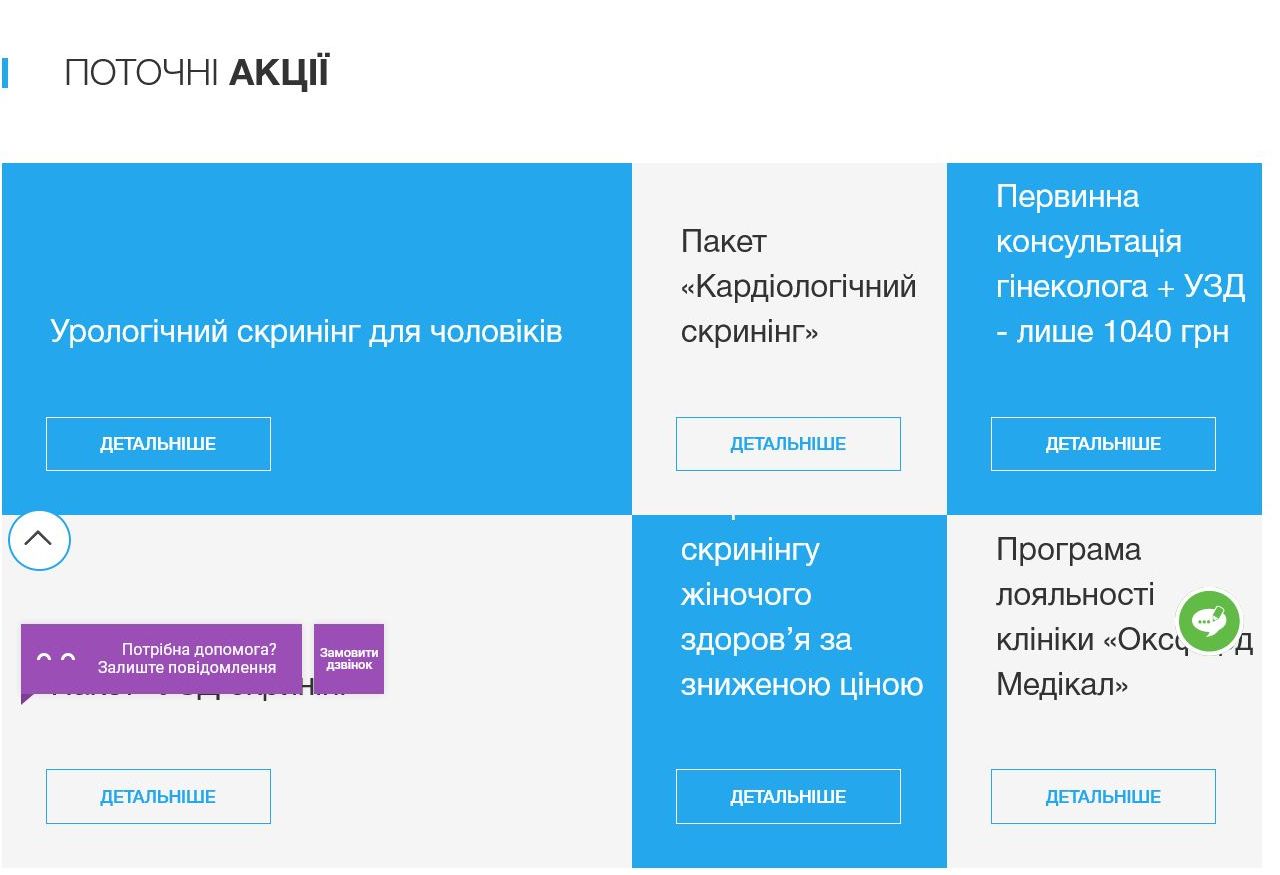 ПОТОЧНІ АКЦІЇ
Урологічний скринінг для чоловіків
ДЕТАЛЬНІШЕ
Пакет
«Кардіологічний
скринінг»
ДЕТАЛЬНІШЕ
Первинна
консультація
гінеколога + УЗД
- лише 1040 грн
ДЕТАЛЬНІШЕ
Потрібна допомога?
Залиште повідомлення
Замовити
дзвінок
ДЕТАЛЬНІШЕ
скринінгу
жіночого
здоров’я за
зниженою ціною
ДЕТАЛЬНІШЕ
Програма
лояльності
клініки
Медікал»
ДЕТАЛЬНІШЕ